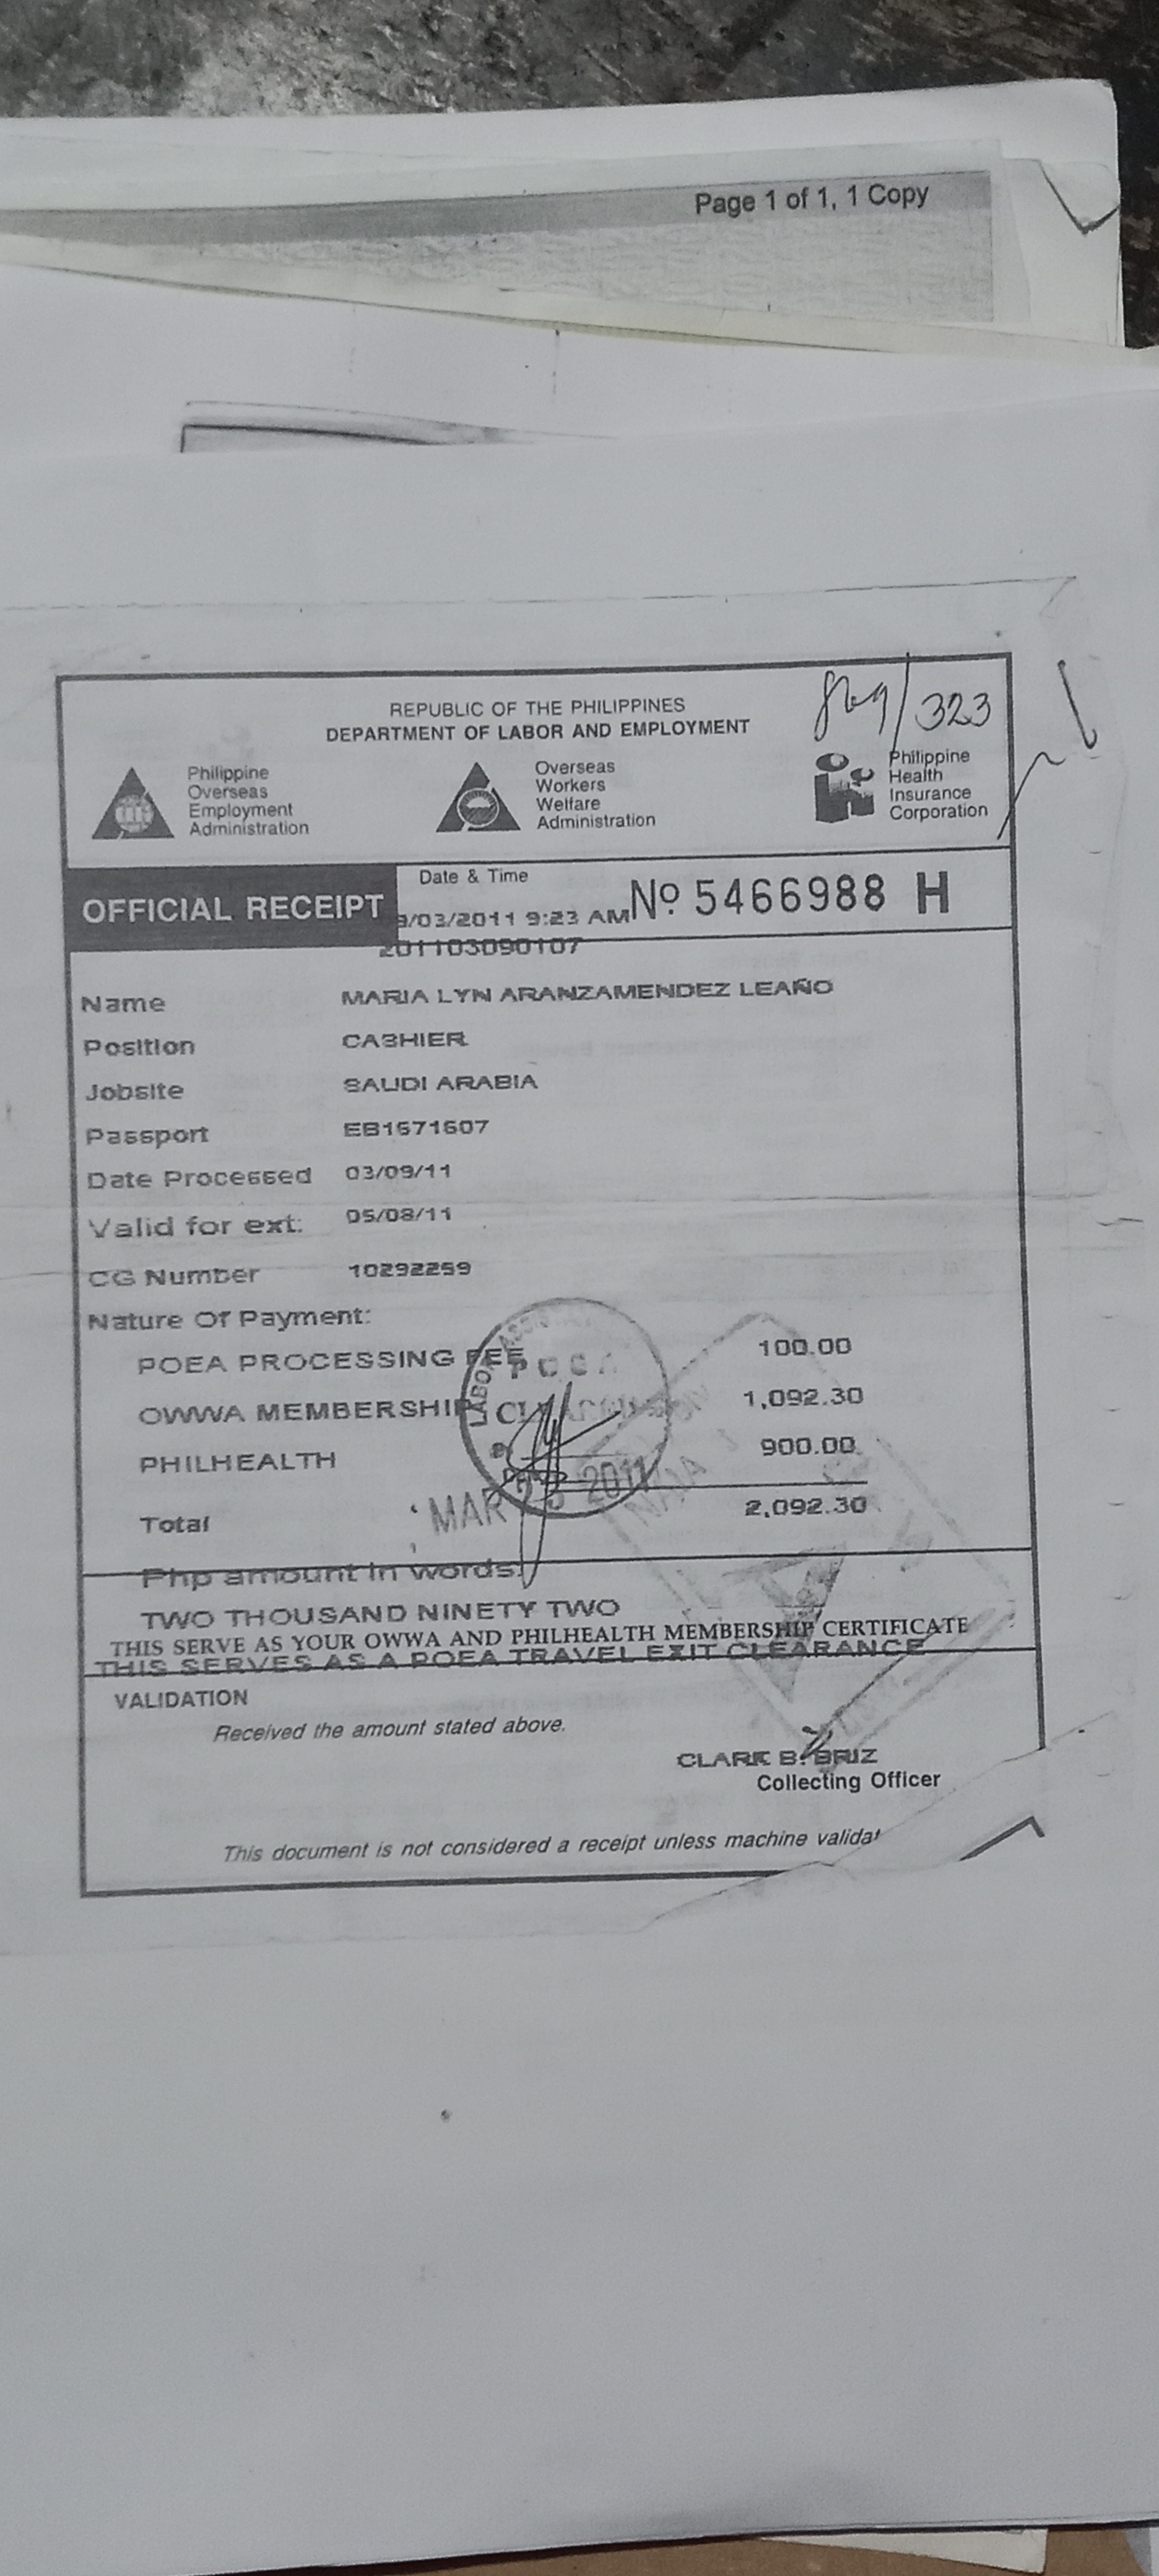 Page 1 of 1, 1 Copy
323
REPUBLIC OF THE PHILIPPINES
DEPARTMENT OF LABOR AND EMPLOYMENT
Philippine
Overseas
Employment
Administration
Overseas
Workers
Welfare
Administration
Philippine
Health
Insurance
Corporation
OFFICIAL RECEIPT
Date & Time
9/03/2011 9:23 AM
Nº 5466988 H
201103090107
Name MARIA LYN ARANZAMENDEZ LEAÑO
Position CASHIER
Jobsite SAUDI ARABIA
Passport EB1671607
Date Processed 03/09/11
Valid for ext: 05/08/11
CG Number 10292259
Nature Of Payment:
POEA PROCESSING FEE 100.00
OWWA MEMBERSHIP 1,092.30
PHILHEALTH 900.00
LABOR
MAR 23 2011
Total 2,092.30
Php amount in words:
TWO THOUSAND NINETY TWO
THIS SERVE AS YOUR OWWA AND PHILHEALTH MEMBERSHIP CERTIFICATE
THIS SERVES AS A POEA TRAVEL EXIT CLEARANCE
VALIDATION
Received the amount stated above.
CLARK B. BRIZ
Collecting Officer
This document is not considered a receipt unless machine validat